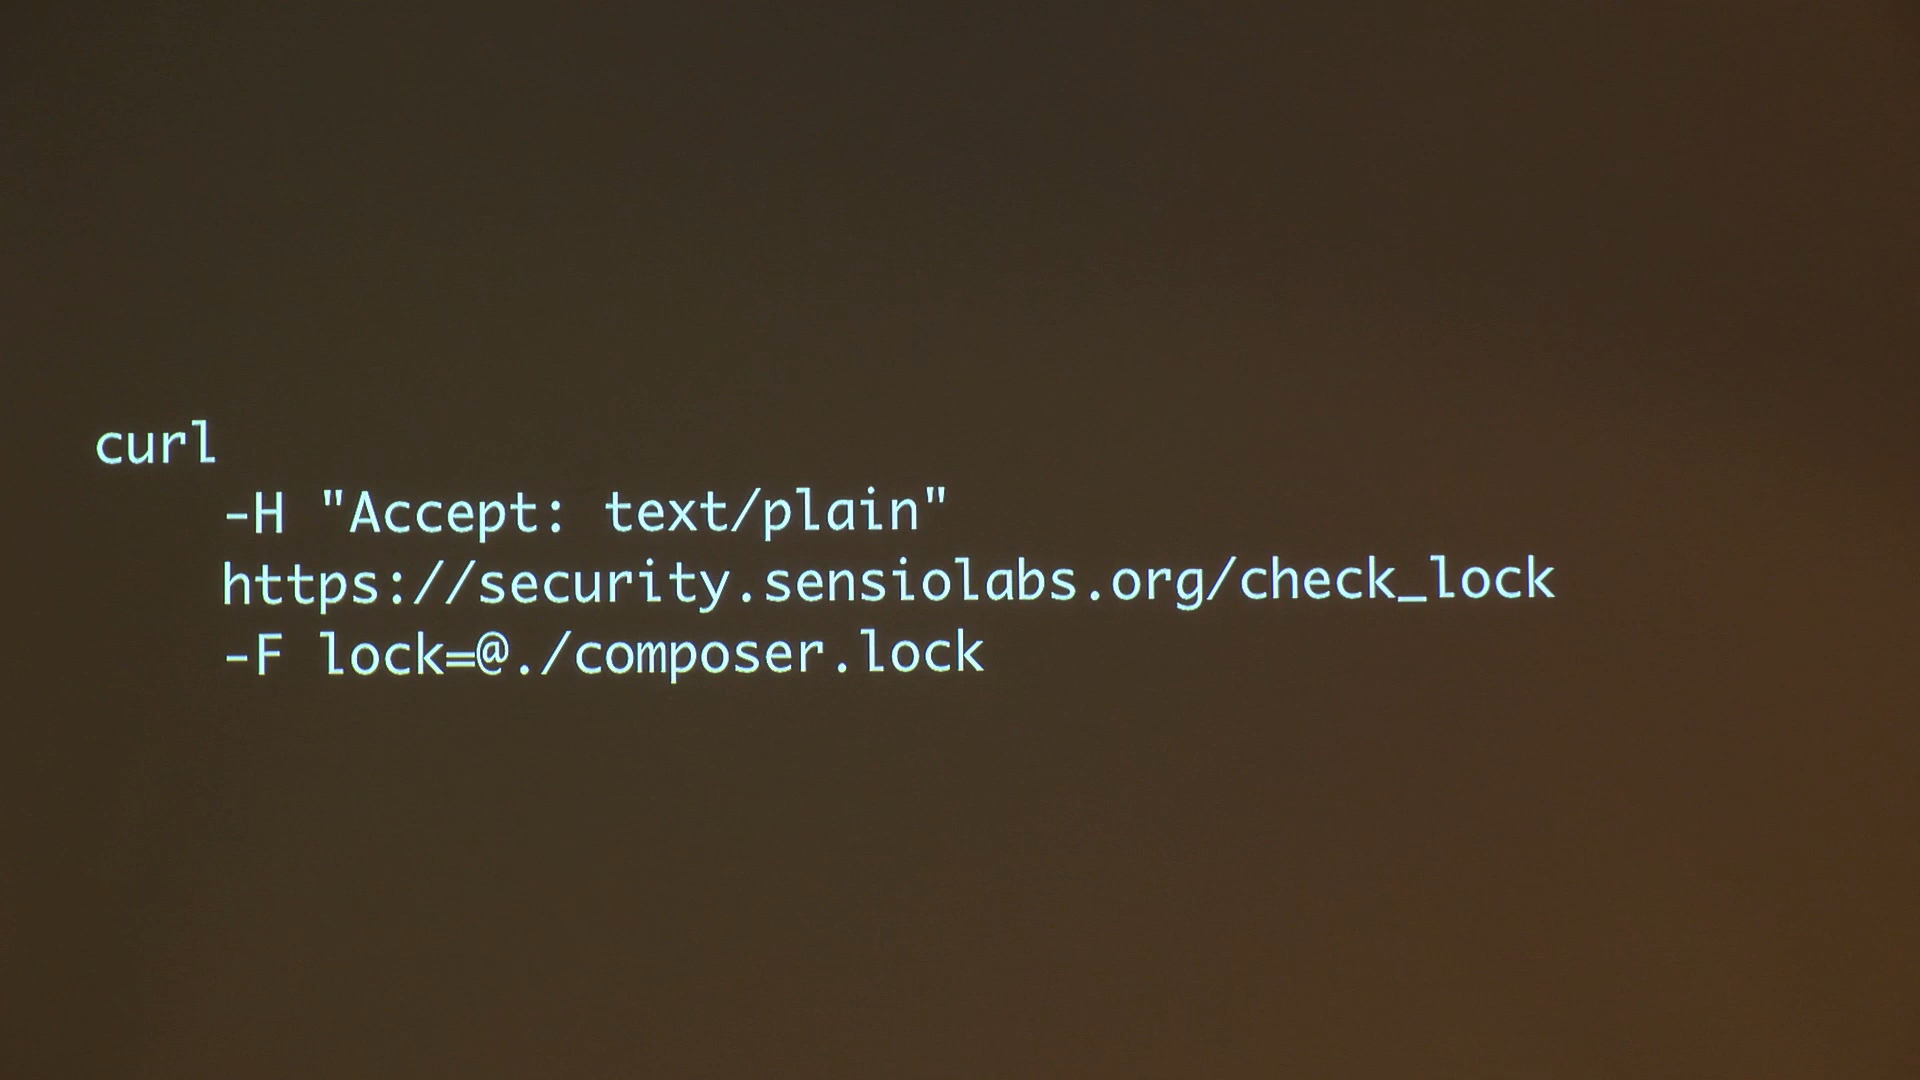 curl
-H "Accept: text/plain"
https://security.sensiolabs.org/check_lock
-F lock=@./composer.lock